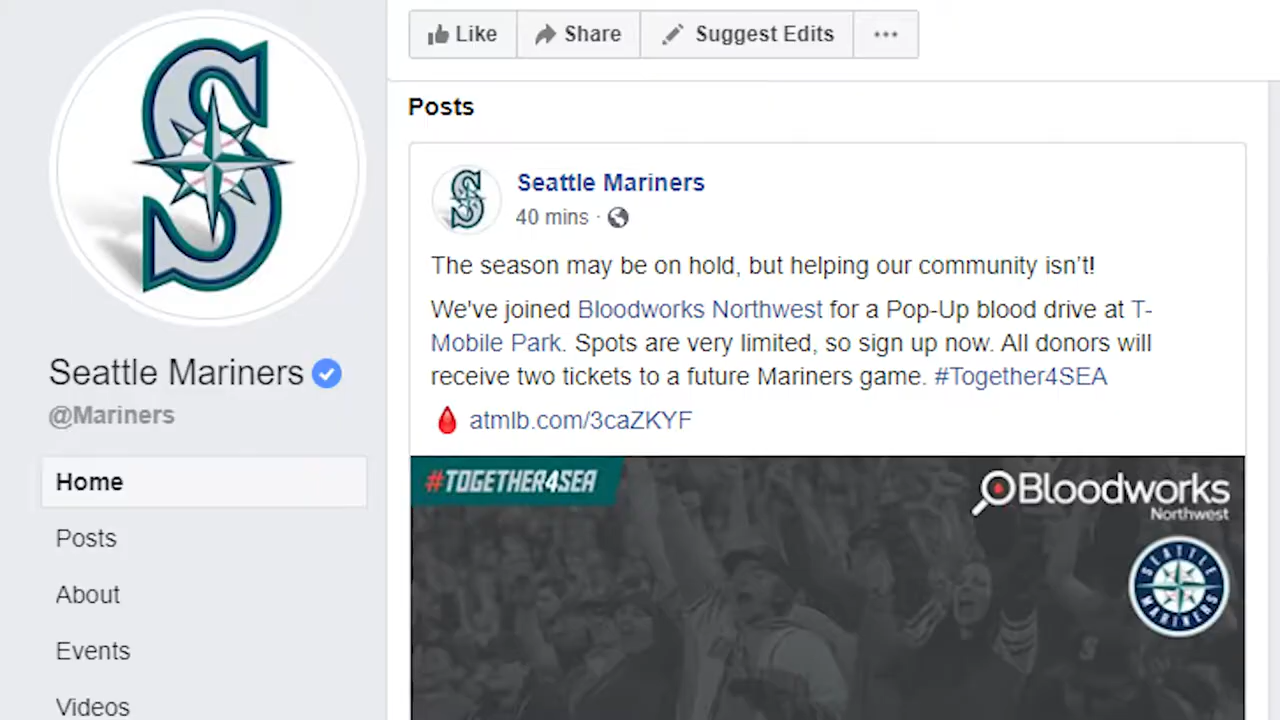 Like
Share
Suggest Edits
Posts
Seattle Mariners
40 mins ·
The season may be on hold, but helping our community isn't!
We've joined Bloodworks Northwest for a Pop-Up blood drive at T-
Mobile Park. Spots are very limited, so sign up now. All donors will
receive two tickets to a future Mariners game. #Together4SEA
atmlb.com/3caZKYF
#TOGETHER4SEA
Bloodworks
Northwest
SEATTLE
MARINERS
S
Seattle Mariners
@Mariners
Home
Posts
About
Events
Videos